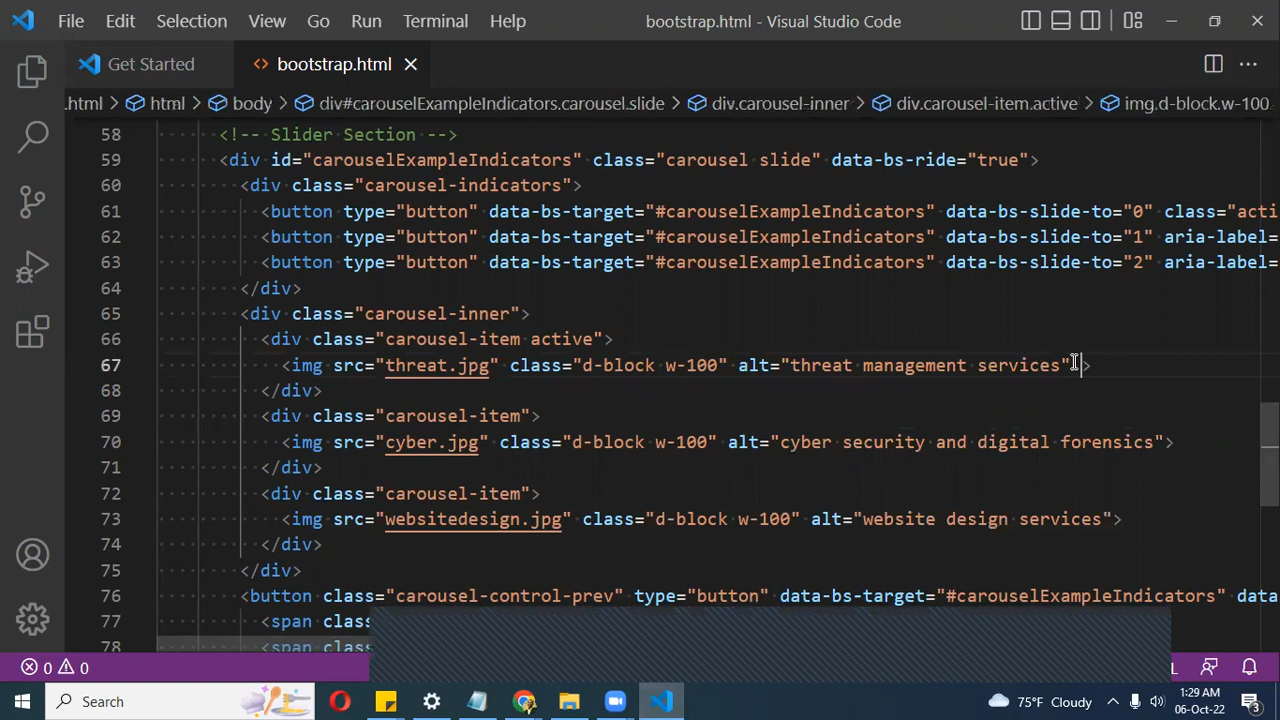 File Edit Selection View Go Run Terminal Help bootstrap.html - Visual Studio Code
Get Started bootstrap.html
.html > html > body > div#carouselExampleIndicators.carousel.slide > div.carousel-inner > div.carousel-item.active > img.d-block.w-100
58 <!-- Slider Section -->
59 <div id="carouselExampleIndicators" class="carousel slide" data-bs-ride="true">
60 <div class="carousel-indicators">
61 <button type="button" data-bs-target="#carouselExampleIndicators" data-bs-slide-to="0" class="acti
62 <button type="button" data-bs-target="#carouselExampleIndicators" data-bs-slide-to="1" aria-label=
63 <button type="button" data-bs-target="#carouselExampleIndicators" data-bs-slide-to="2" aria-label=
64 </div>
65 <div class="carousel-inner">
66 <div class="carousel-item active">
67 <img src="threat.jpg" class="d-block w-100" alt="threat management services" >
68 </div>
69 <div class="carousel-item">
70 <img src="cyber.jpg" class="d-block w-100" alt="cyber security and digital forensics">
71 </div>
72 <div class="carousel-item">
73 <img src="websitedesign.jpg" class="d-block w-100" alt="website design services">
74 </div>
75 </div>
76 <button class="carousel-control-prev" type="button" data-bs-target="#carouselExampleIndicators" data
77 <span clas
78 <span clas
0 0 L
Search 75°F Cloudy 1:29 AM
06-Oct-22 3